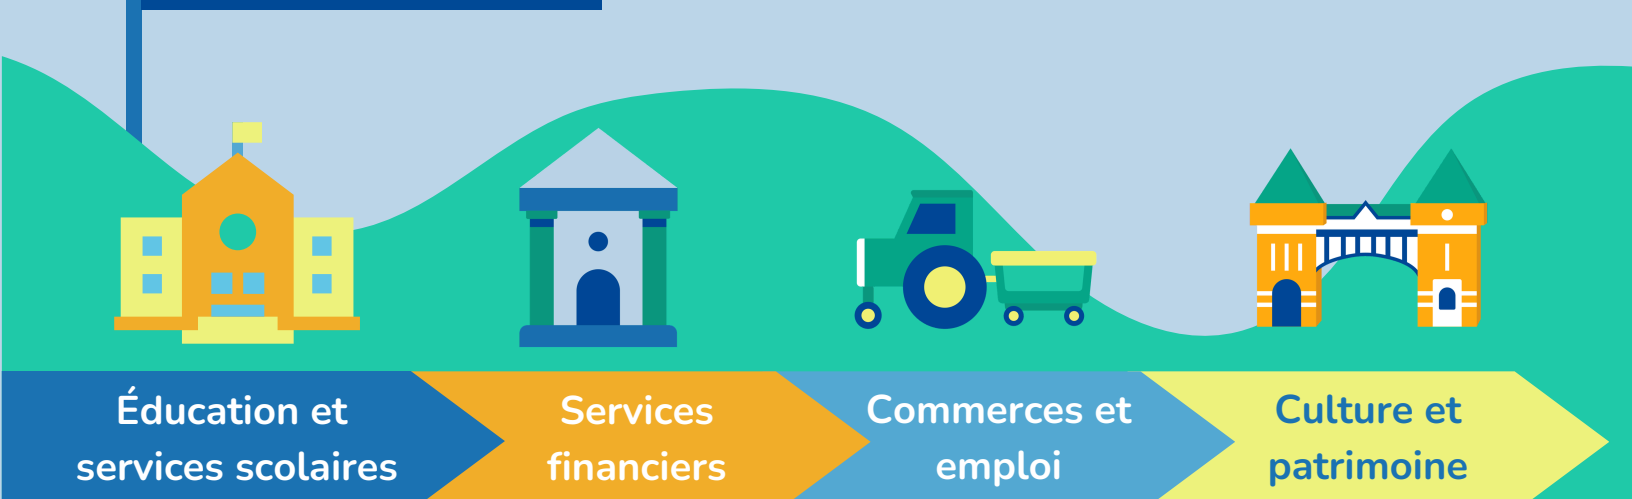 Éducation et
services scolaires
Services
financiers
Commerces et
emploi
Culture et
patrimoine